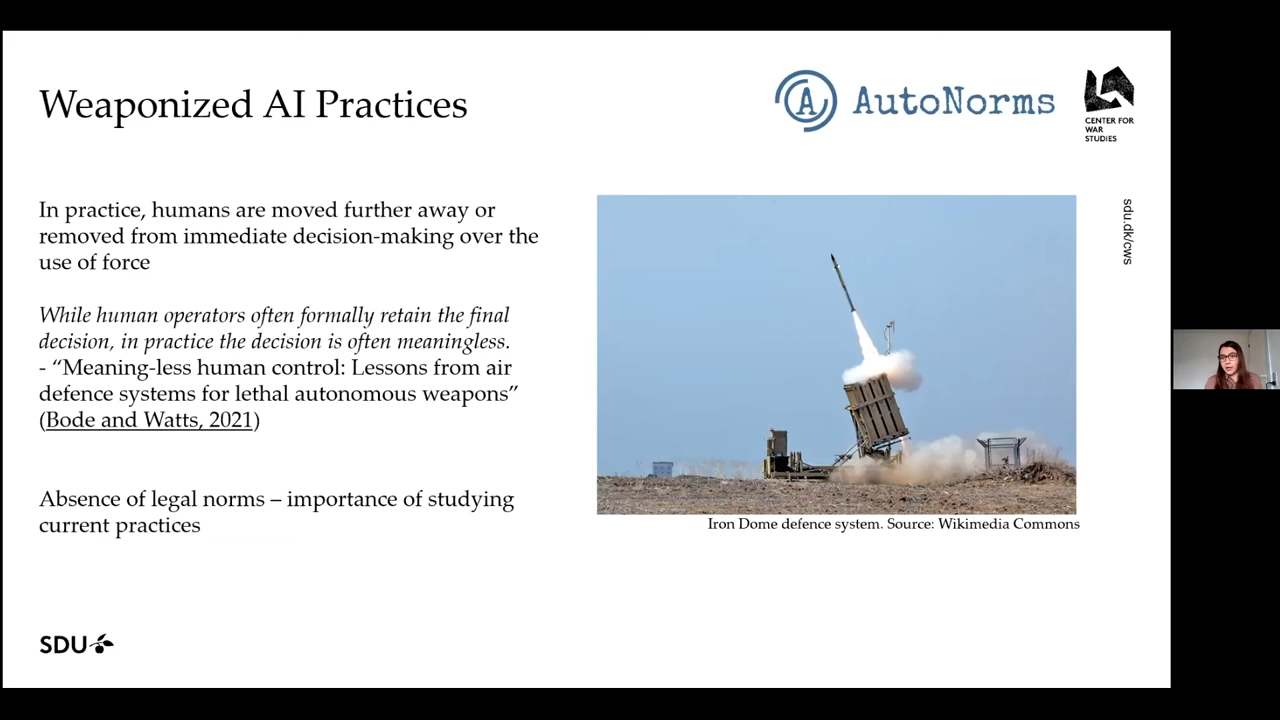 Weaponized AI Practices
A AutoNorms
CENTER FOR
WAR
STUDIES
sdu.dk/cws
In practice, humans are moved further away or
removed from immediate decision-making over the
use of force
While human operators often formally retain the final
decision, in practice the decision is often meaningless.
- “Meaning-less human control: Lessons from air
defence systems for lethal autonomous weapons”
(Bode and Watts, 2021)
Absence of legal norms – importance of studying
current practices
Iron Dome defence system. Source: Wikimedia Commons
SDU